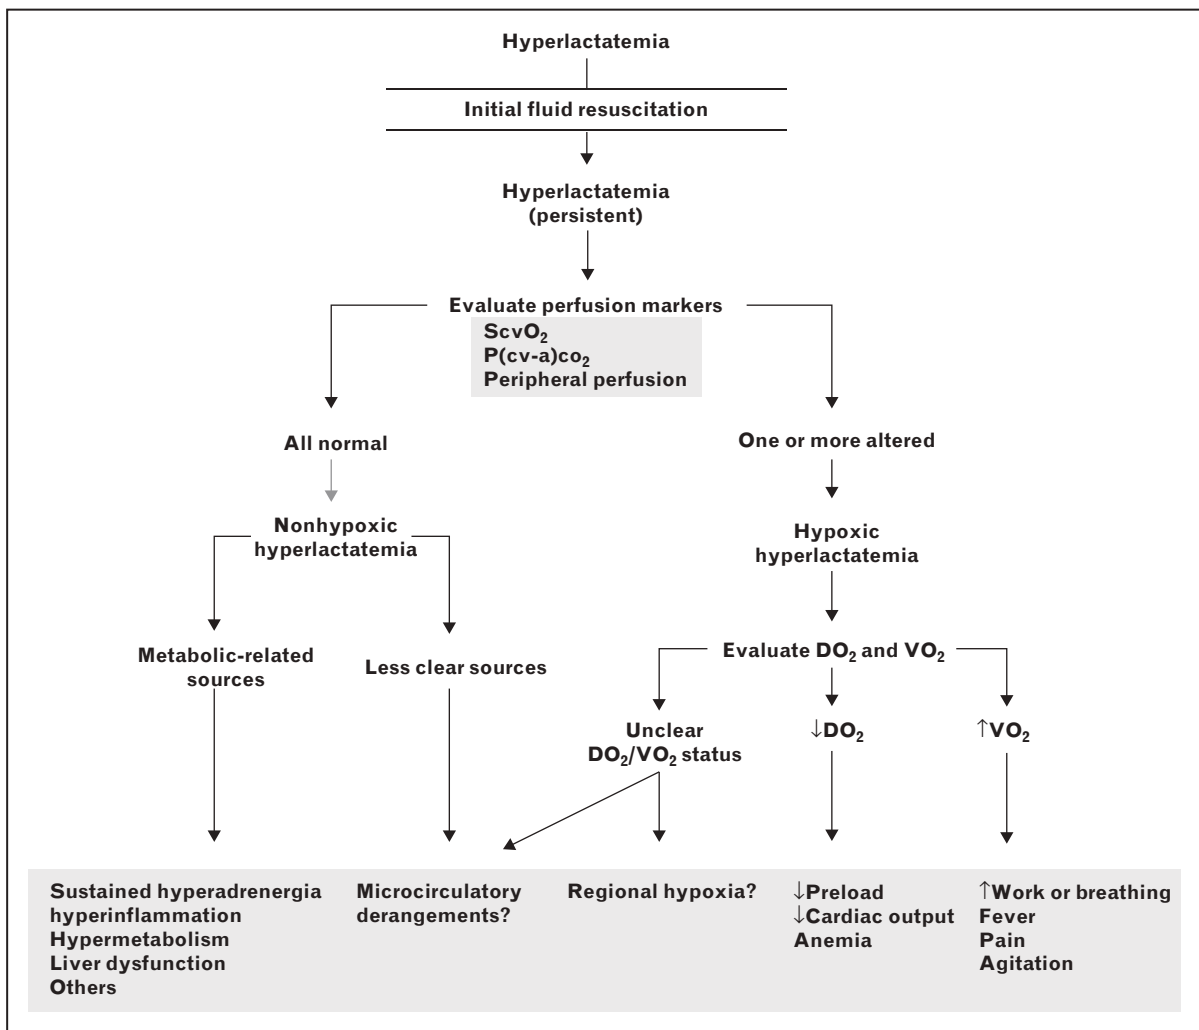 Hyperlactatemia
Initial fluid resuscitation
Hyperlactatemia
(persistent)
Evaluate perfusion markers
ScvO₂
P(cv-a)co₂
Peripheral perfusion
All normal
One or more altered
Nonhypoxic
hyperlactatemia
Hypoxic
hyperlactatemia
Metabolic-related
sources
Less clear sources
Evaluate DO₂ and VO₂
Unclear
DO₂/VO₂ status
↓DO₂
↑VO₂
Sustained hyperadrenergia
hyperinflammation
Hypermetabolism
Liver dysfunction
Others
Microcirculatory
derangements?
Regional hypoxia?
↓Preload
↓Cardiac output
Anemia
↑Work or breathing
Fever
Pain
Agitation